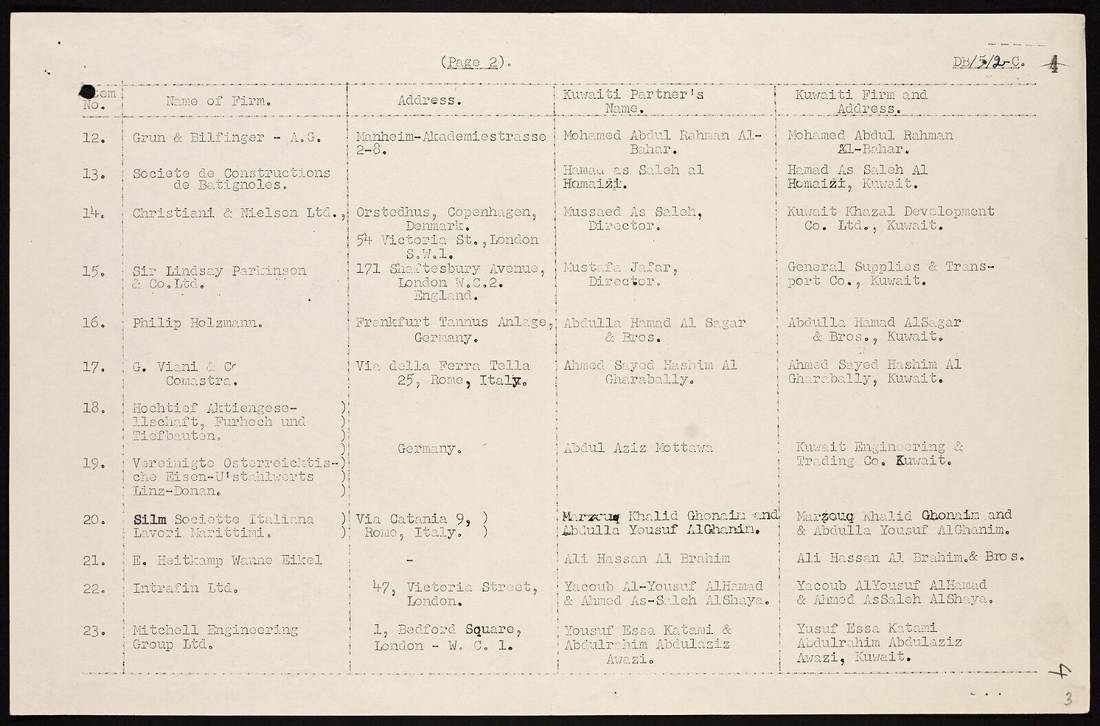 (Page 2).
DB/5/2-C. 4
Item No. Name of Firm. Address. Kuwaiti Partner's Name. Kuwaiti Firm and Address.
12. Grun & Bilfinger - A.G. Manheim-Akademiestrasse Mohamed Abdul Rahman Al- Mohamed Abdul Rahman
2-8. Bahar. Al-Bahar.
13. Societe de Constructions Hamad as Saleh al Hamad As Saleh Al
de Batignoles. Homaizi. Homaizi, Kuwait.
14. Christiani & Nielson Ltd., Orstedhus, Copenhagen, Mussaed As Saleh, Kuwait Khazal Development
Denmark. Director. Co. Ltd., Kuwait.
54 Victoria St., London
S.W.1.
15. Sir Lindsay Parkinson 171 Shaftesbury Avenue, Mustafa Jafar, General Supplies & Trans-
& Co.Ltd. London W.C.2. Director. port Co., Kuwait.
England.
16. Philip Holzmann. Frankfurt Tannus Anlage, Abdulla Hamad Al Sagar Abdulla Hamad AlSagar
Germany. & Bros. & Bros., Kuwait.
17. G. Viani & C Via della Ferra Tella Ahmed Sayed Hashim Al Ahmed Sayed Hashim Al
Comastra. 25, Rome, Italy. Gharabally. Gharabally, Kuwait.
18. Hochtief Aktiengese- )
llschaft, Furhoch und )
Tiefbauten. )
) Germany. Abdul Aziz Mottawa Kuwait Engineering &
19. Vereinigte Osterreicktis-) Trading Co. Kuwait.
che Eisen-U'stahlwerts )
Linz-Donan. )
20. Silm Sociotte Italiana ) Via Catania 9, ) Marzouq Khalid Ghonaim and Marzouq Khalid Ghonaim and
Lavori Marittimi. ) Rome, Italy. ) Abdulla Yousuf AlGhanim. & Abdulla Yousuf AlGhanim.
21. E. Heitkamp Wanne Eikel - Ali Hassan Al Brahim Ali Hassan Al Brahim.& Bros.
22. Intrafin Ltd. 47, Victoria Street, Yacoub Al-Yousuf AlHamad Yacoub AlYousuf AlHamad
London. & Ahmed As-Saleh AlShaya. & Ahmed AsSaleh AlShaya.
23. Mitchell Engineering 1, Bedford Square, Yousuf Essa Katami & Yusuf Essa Katami
Group Ltd. London - W. C. 1. Abdulrahim Abdulaziz Abdulrahim Abdulaziz
Awazi. Awazi, Kuwait.
4
3